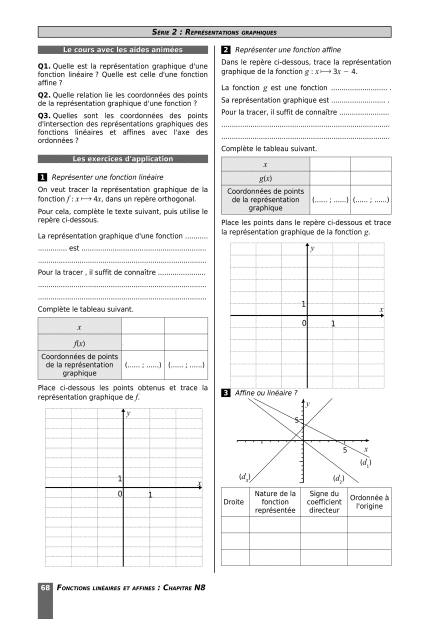 SÉRIE 2 : REPRÉSENTATIONS GRAPHIQUES
Le cours avec les aides animées
Q1. Quelle est la représentation graphique d'une
fonction linéaire ? Quelle est celle d'une fonction
affine ?
Q2. Quelle relation lie les coordonnées des points
de la représentation graphique d'une fonction ?
Q3. Quelles sont les coordonnées des points
d'intersection des représentations graphiques des
fonctions linéaires et affines avec l'axe des
ordonnées ?
Les exercices d'application
1 Représenter une fonction linéaire
On veut tracer la représentation graphique de la
fonction f : x ⟼ 4x, dans un repère orthogonal.
Pour cela, complète le texte suivant, puis utilise le
repère ci-dessous.
La représentation graphique d'une fonction ...........
.............. est ............................................................
.................................................................................
Pour la tracer , il suffit de connaître .......................
.................................................................................
.................................................................................
Complète le tableau suivant.
x
f(x)
Coordonnées de points
de la représentation
graphique
(...... ; ......) (...... ; ......)
Place ci-dessous les points obtenus et trace la
représentation graphique de f.
y
1
x
0
1
2 Représenter une fonction affine
Dans le repère ci-dessous, trace la représentation
graphique de la fonction g : x ⟼ 3x − 4.
La fonction g est une fonction ........................... .
Sa représentation graphique est .......................... .
Pour la tracer, il suffit de connaître ........................
.................................................................................
.................................................................................
Complète le tableau suivant.
x
g(x)
Coordonnées de points
de la représentation
graphique
(...... ; ......) (...... ; ......)
Place les points dans le repère ci-dessous et trace
la représentation graphique de la fonction g.
y
1
x
0
1
3 Affine ou linéaire ?
y
5
5
x
(d1)
(d3)
(d2)
Droite
Nature de la
fonction
représentée
Signe du
coefficient
directeur
Ordonnée à
l'origine
68 FONCTIONS LINÉAIRES ET AFFINES : CHAPITRE N8